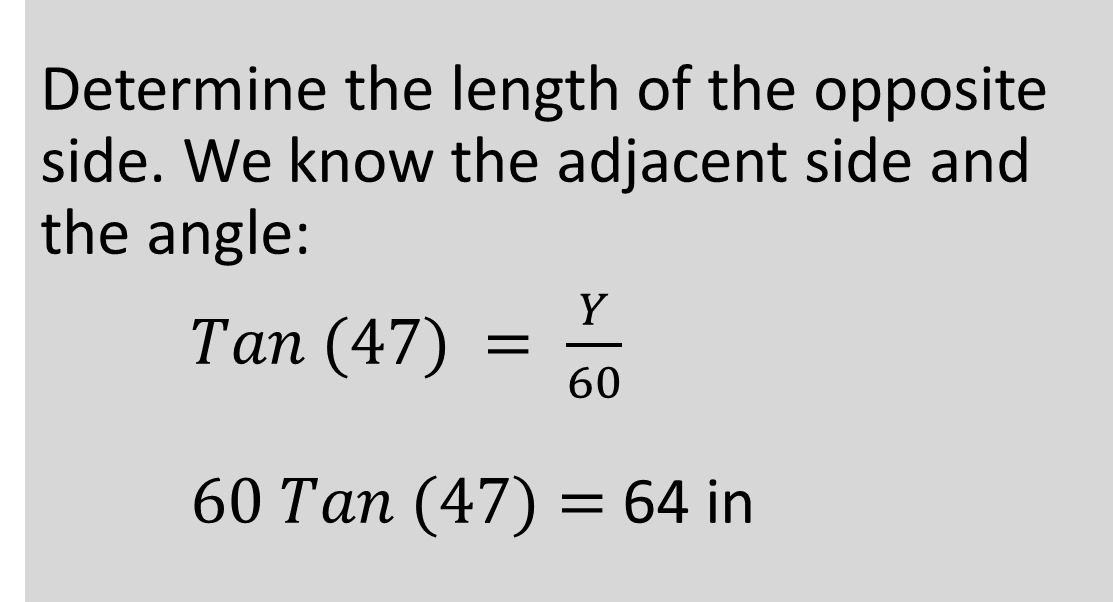 Determine the length of the opposite
side. We know the adjacent side and
the angle:
Tan (47) = Y/60
60 Tan (47) = 64 in